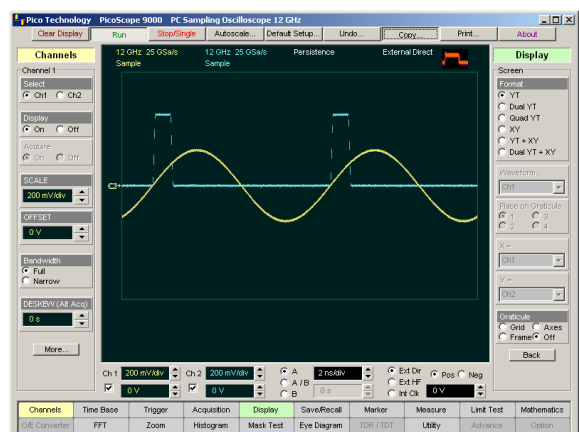 Pico Technology PicoScope 9000 PC Sampling Oscilloscope 12 GHz
Clear Display Run Stop/Single Autoscale... Default Setup... Undo... Copy... Print... About
Channels
Channel 1
Select
Ch1 Ch2
Display
On Off
Acquire
On Off
SCALE
200 mV/div
OFFSET
0 V
Bandwidth
Full
Narrow
DESKEW (Alt Acq)
0 s
More...
12 GHz 25 GSa/s 12 GHz 25 GSa/s Persistence External Direct
Sample Sample
C3+
Display
Screen
Format
YT
Dual YT
Quad YT
XY
YT + XY
Dual YT + XY
Waveform...
Ch1
Place on Graticule
1 3
2 4
X =
Ch1
Y =
Ch2
Graticule
Grid Axes
Frame Off
Back
Ch 1 200 mV/div Ch 2 200 mV/div A 2 ns/div Ext Dir Pos Neg
0 V 0 V A / B Ext HF
B 0 s Int Clk 0 V
Channels Time Base Trigger Acquisition Display Save/Recall Marker Measure Limit Test Mathematics
O/E Converter FFT Zoom Histogram Mask Test Eye Diagram TDR / TDT Utility Advance Option